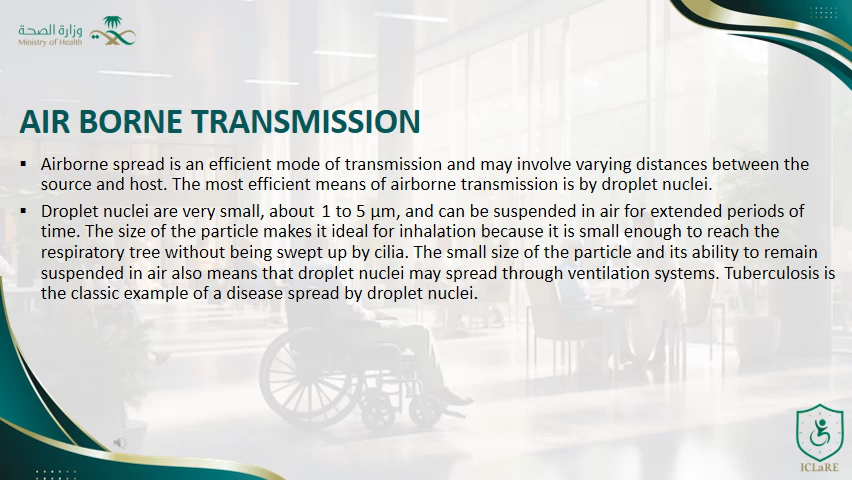 وزارة الصحة
Ministry of Health
AIR BORNE TRANSMISSION
▪ Airborne spread is an efficient mode of transmission and may involve varying distances between the
source and host. The most efficient means of airborne transmission is by droplet nuclei.
▪ Droplet nuclei are very small, about 1 to 5 μm, and can be suspended in air for extended periods of
time. The size of the particle makes it ideal for inhalation because it is small enough to reach the
respiratory tree without being swept up by cilia. The small size of the particle and its ability to remain
suspended in air also means that droplet nuclei may spread through ventilation systems. Tuberculosis is
the classic example of a disease spread by droplet nuclei.
ICLaRE